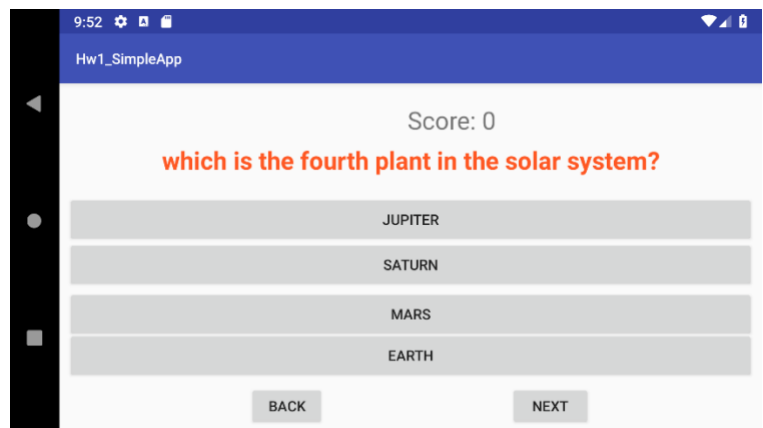 9:52
Hw1_SimpleApp
Score: 0
which is the fourth plant in the solar system?
JUPITER
SATURN
MARS
EARTH
BACK NEXT